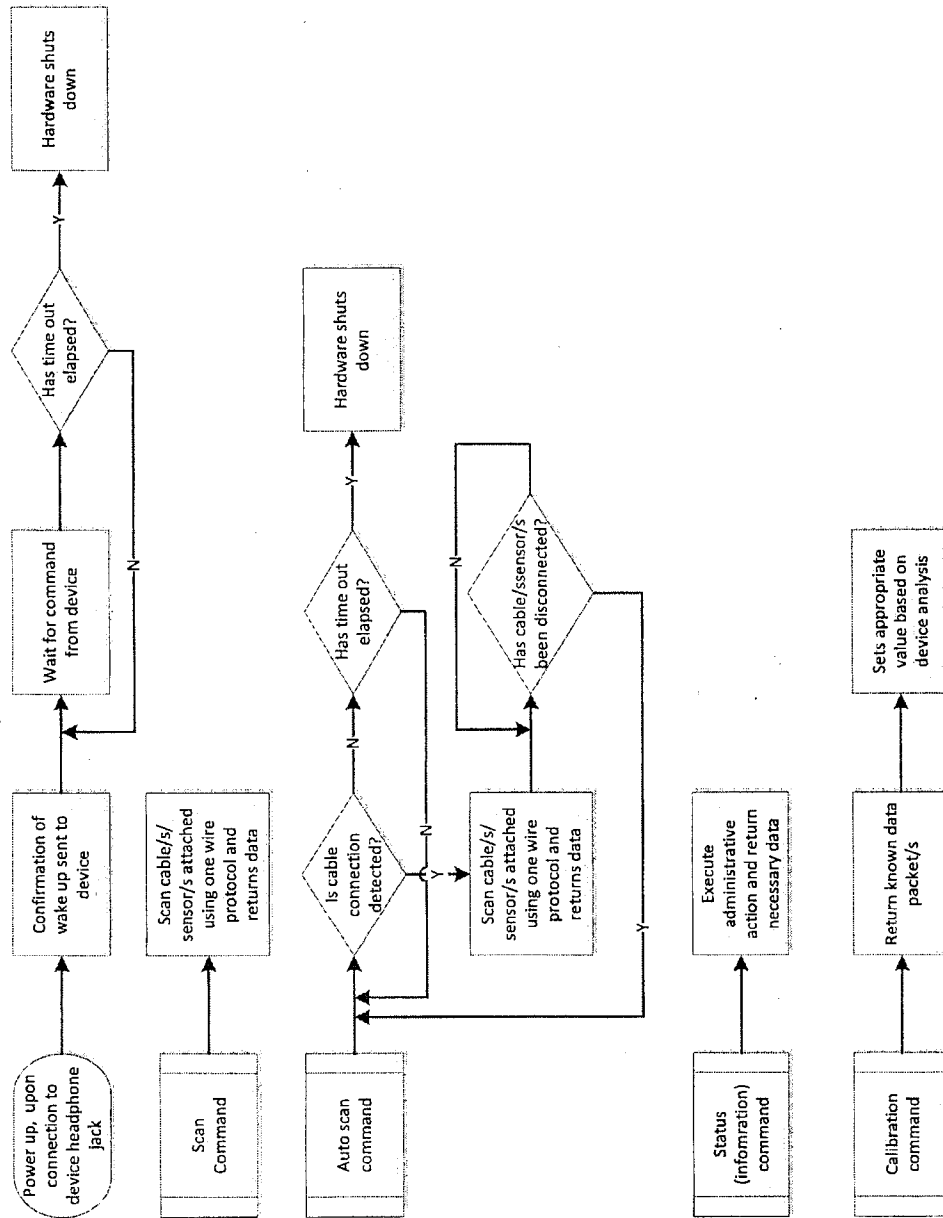 Power up, upon
connection to
device headphone
jack
Confirmation of
wake up sent to
device
Wait for command
from device
Has time out
elapsed?
Y
Hardware shuts
down
N
Scan
Command
Scan cable/s/
sensor/s attached
using one wire
protocol and
returns data
Auto scan
command
Is cable
connection
detected?
N
Has time out
elapsed?
Y
Hardware shuts
down
N
Y
Scan cable/s/
sensor/s attached
using one wire
protocol and
returns data
N
Has cable/ssensor/s
been disconnected?
Y
Status
(infomration)
command
Execute
administrative
action and return
necessary data
Calibration
command
Return known data
packet/s
Sets appropriate
value based on
device analysis